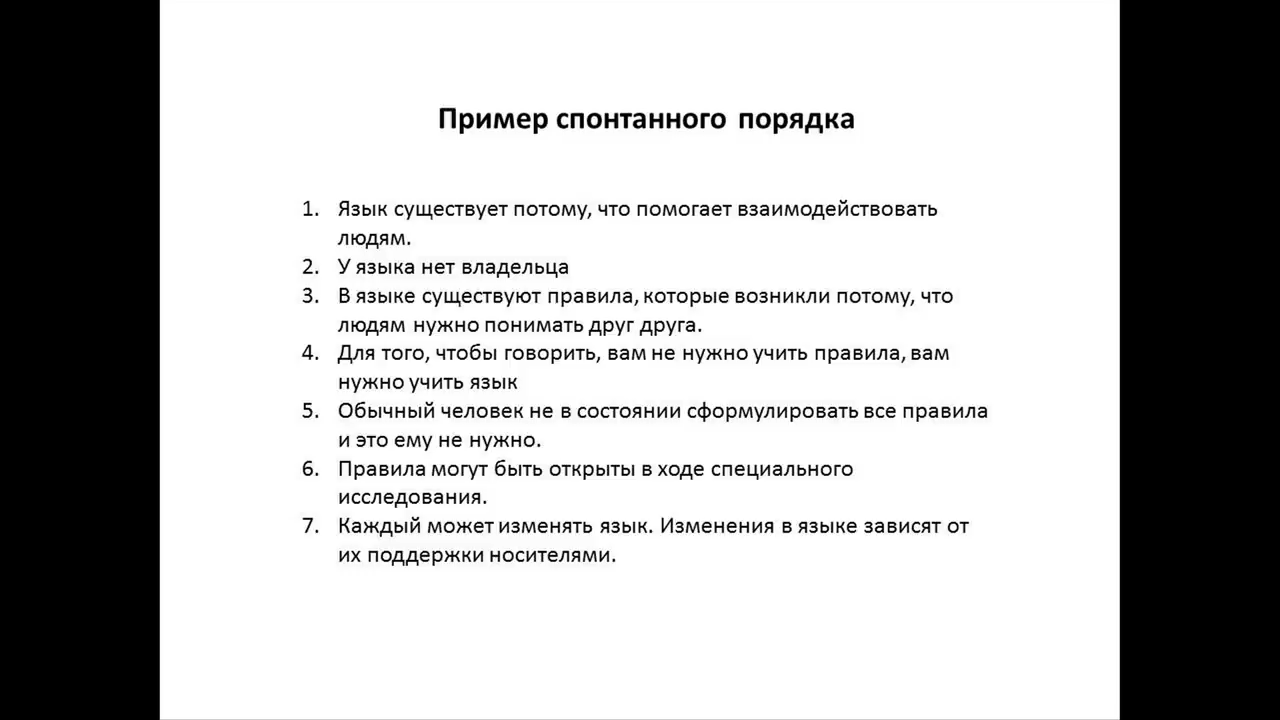 Пример спонтанного порядка
1. Язык существует потому, что помогает взаимодействовать
людям.
2. У языка нет владельца
3. В языке существуют правила, которые возникли потому, что
людям нужно понимать друг друга.
4. Для того, чтобы говорить, вам не нужно учить правила, вам
нужно учить язык
5. Обычный человек не в состоянии сформулировать все правила
и это ему не нужно.
6. Правила могут быть открыты в ходе специального
исследования.
7. Каждый может изменять язык. Изменения в языке зависят от
их поддержки носителями.